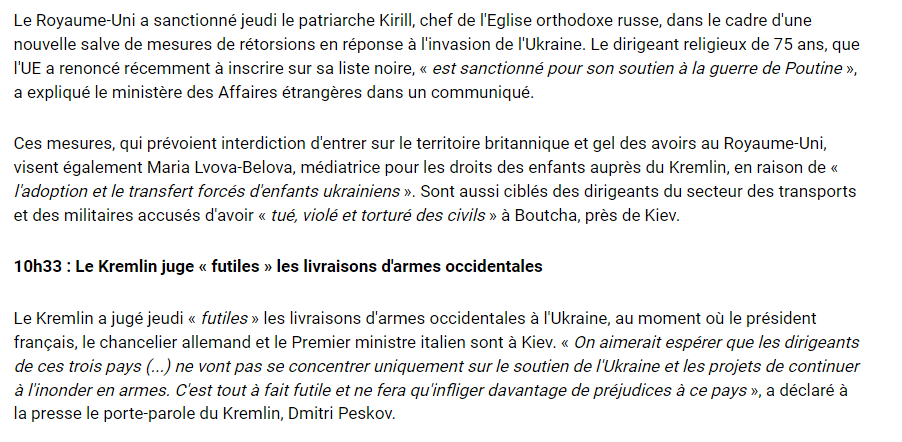 Le Royaume-Uni a sanctionné jeudi le patriarche Kirill, chef de l'Eglise orthodoxe russe, dans le cadre d'une
nouvelle salve de mesures de rétorsions en réponse à l'invasion de l'Ukraine. Le dirigeant religieux de 75 ans, que
l'UE a renoncé récemment à inscrire sur sa liste noire, « est sanctionné pour son soutien à la guerre de Poutine »,
a expliqué le ministère des Affaires étrangères dans un communiqué.
Ces mesures, qui prévoient interdiction d'entrer sur le territoire britannique et gel des avoirs au Royaume-Uni,
visent également Maria Lvova-Belova, médiatrice pour les droits des enfants auprès du Kremlin, en raison de «
l'adoption et le transfert forcés d'enfants ukrainiens ». Sont aussi ciblés des dirigeants du secteur des transports
et des militaires accusés d'avoir « tué, violé et torturé des civils » à Boutcha, près de Kiev.
10h33 : Le Kremlin juge « futiles » les livraisons d'armes occidentales
Le Kremlin a jugé jeudi « futiles » les livraisons d'armes occidentales à l'Ukraine, au moment où le président
français, le chancelier allemand et le Premier ministre italien sont à Kiev. « On aimerait espérer que les dirigeants
de ces trois pays (...) ne vont pas se concentrer uniquement sur le soutien de l'Ukraine et les projets de continuer
à l'inonder en armes. C'est tout à fait futile et ne fera qu'infliger davantage de préjudices à ce pays », a déclaré à
la presse le porte-parole du Kremlin, Dmitri Peskov.